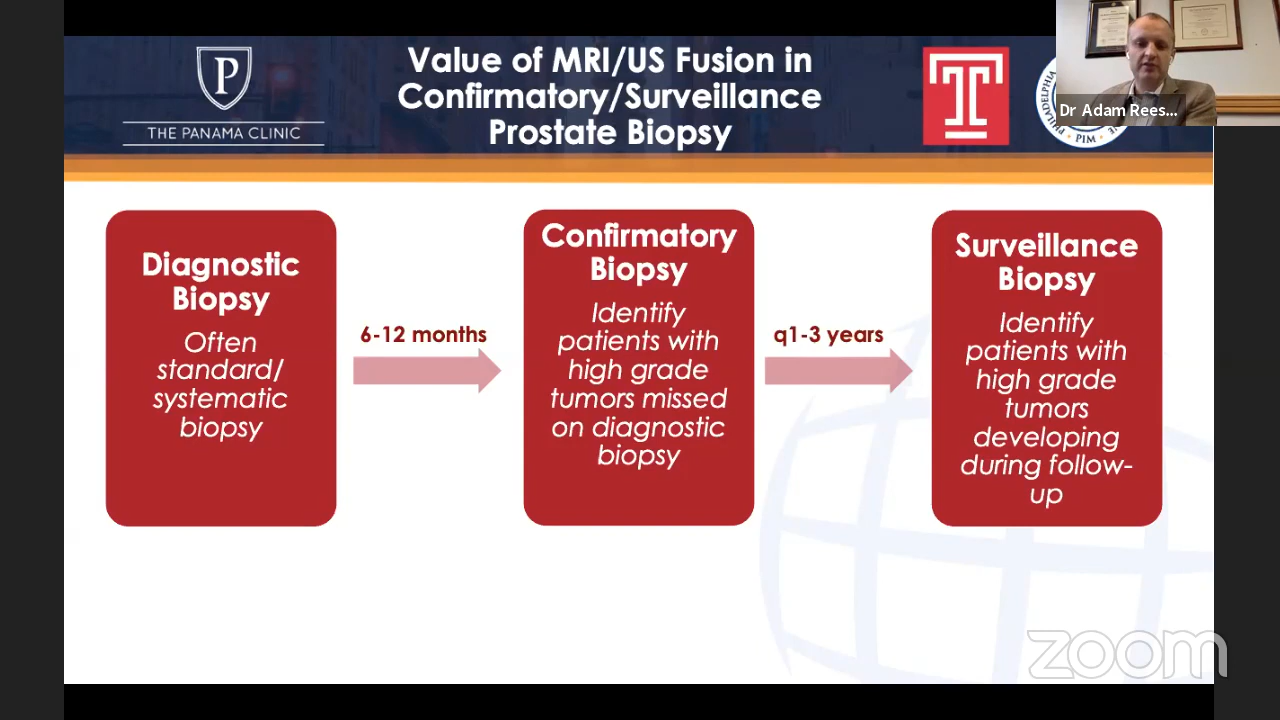 Value of MRI/US Fusion in
Confirmatory/Surveillance
Prostate Biopsy
P
THE PANAMA CLINIC
T
PHILADELPHIA
PIM
Dr Adam Rees...
Diagnostic
Biopsy
Often
standard/
systematic
biopsy
6-12 months
Confirmatory
Biopsy
Identify
patients with
high grade
tumors missed
on diagnostic
biopsy
q1-3 years
Surveillance
Biopsy
Identify
patients with
high grade
tumors
developing
during follow-
up
zoom